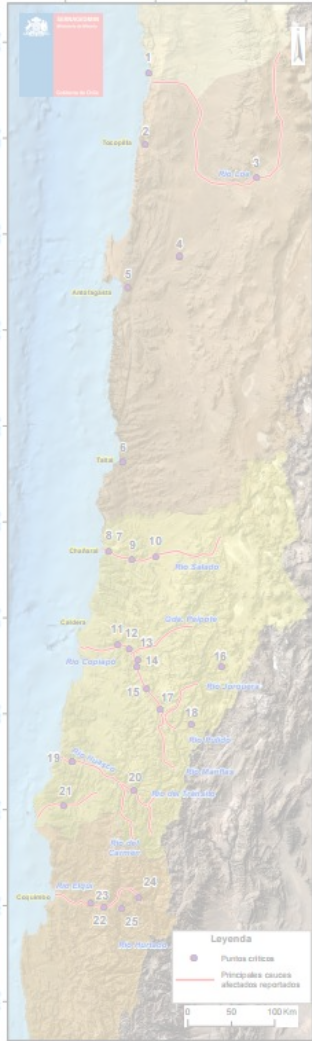 SERNAGEOMIN
Gobierno de Chile
1
Tocopilla
2
Río Loa
3
4
5
Antofagasta
6
Taltal
8 7
Chañaral
9
10
Río Salado
Caldera
11
12
13
Qda. Paipote
Río Copiapó
14
15
16
Río Jorquera
17
18
Río Pulido
Río Manflas
19
Río Huasco
20
21
Río del Tránsito
Río del
Carmen
Coquimbo
Río Elqui
23
24
22
25
Río Hurtado
Leyenda
Puntos críticos
Principales cauces
afectados reportados
0 50 100 Km